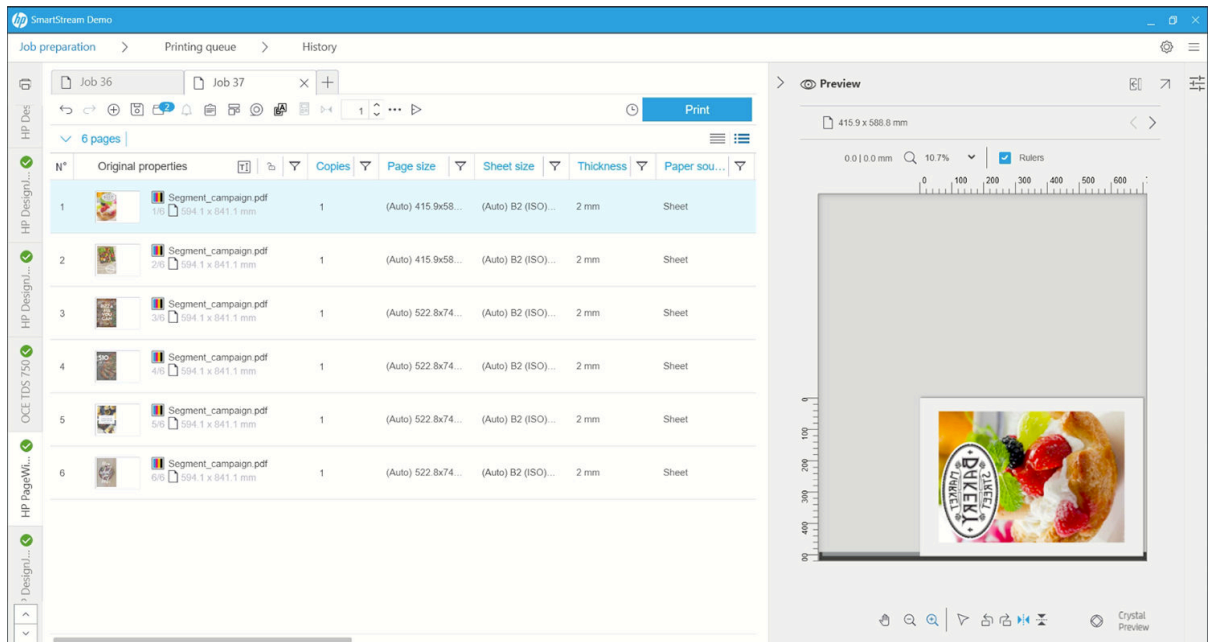 hp SmartStream Demo
Job preparation > Printing queue > History
Job 36
Job 37
Print
2
1
6 pages
N° Original properties Copies Page size Sheet size Thickness Paper sou...
1 Segment_campaign.pdf 1 (Auto) 415.9x58... (Auto) B2 (ISO)... 2 mm Sheet
1/6 594.1 x 841.1 mm
2 Segment_campaign.pdf 1 (Auto) 415.9x58... (Auto) B2 (ISO)... 2 mm Sheet
2/6 594.1 x 841.1 mm
3 Segment_campaign.pdf 1 (Auto) 522.8x74... (Auto) B2 (ISO)... 2 mm Sheet
3/6 594.1 x 841.1 mm
4 Segment_campaign.pdf 1 (Auto) 522.8x74... (Auto) B2 (ISO)... 2 mm Sheet
4/6 594.1 x 841.1 mm
5 Segment_campaign.pdf 1 (Auto) 522.8x74... (Auto) B2 (ISO)... 2 mm Sheet
5/6 594.1 x 841.1 mm
6 Segment_campaign.pdf 1 (Auto) 522.8x74... (Auto) B2 (ISO)... 2 mm Sheet
6/6 594.1 x 841.1 mm
HP Des
HP DesignJ...
HP DesignJ...
OCE TDS 750
HP PageWi...
DesignJ...
Preview
415.9 x 588.8 mm
0.0 | 0.0 mm 10.7% Rulers
0 100 200 300 400 500 600
0
100
200
300
400
00
BAKERY
STREET
Crystal
Preview